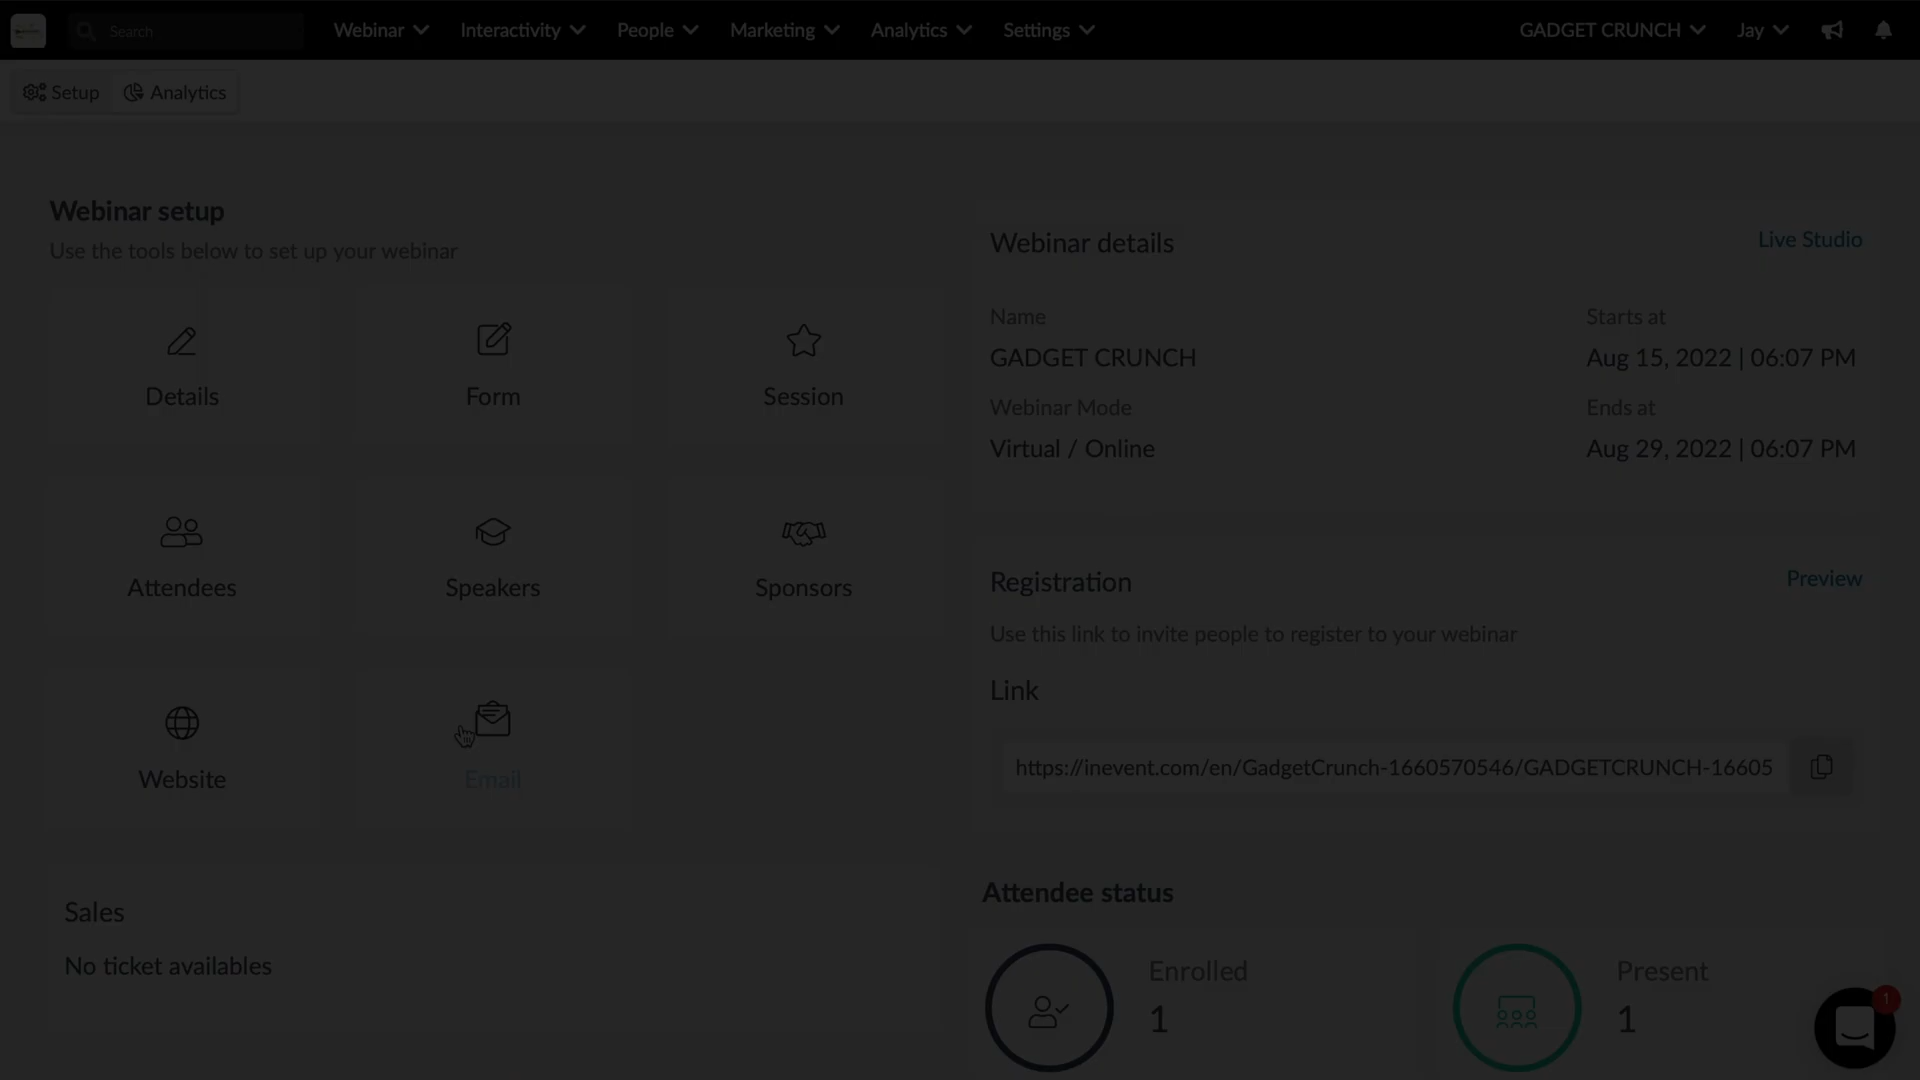 Search
Webinar
Interactivity
People
Marketing
Analytics
Settings
GADGET CRUNCH
Jay
Setup
Analytics
Webinar setup
Use the tools below to set up your webinar
Details
Form
Session
Attendees
Speakers
Sponsors
Website
Email
Sales
No ticket availables
Webinar details
Live Studio
Name
Starts at
GADGET CRUNCH
Aug 15, 2022 | 06:07 PM
Webinar Mode
Ends at
Virtual / Online
Aug 29, 2022 | 06:07 PM
Registration
Preview
Use this link to invite people to register to your webinar
Link
https://inevent.com/en/GadgetCrunch-1660570546/GADGETCRUNCH-16605
Attendee status
Enrolled
1
Present
1
1